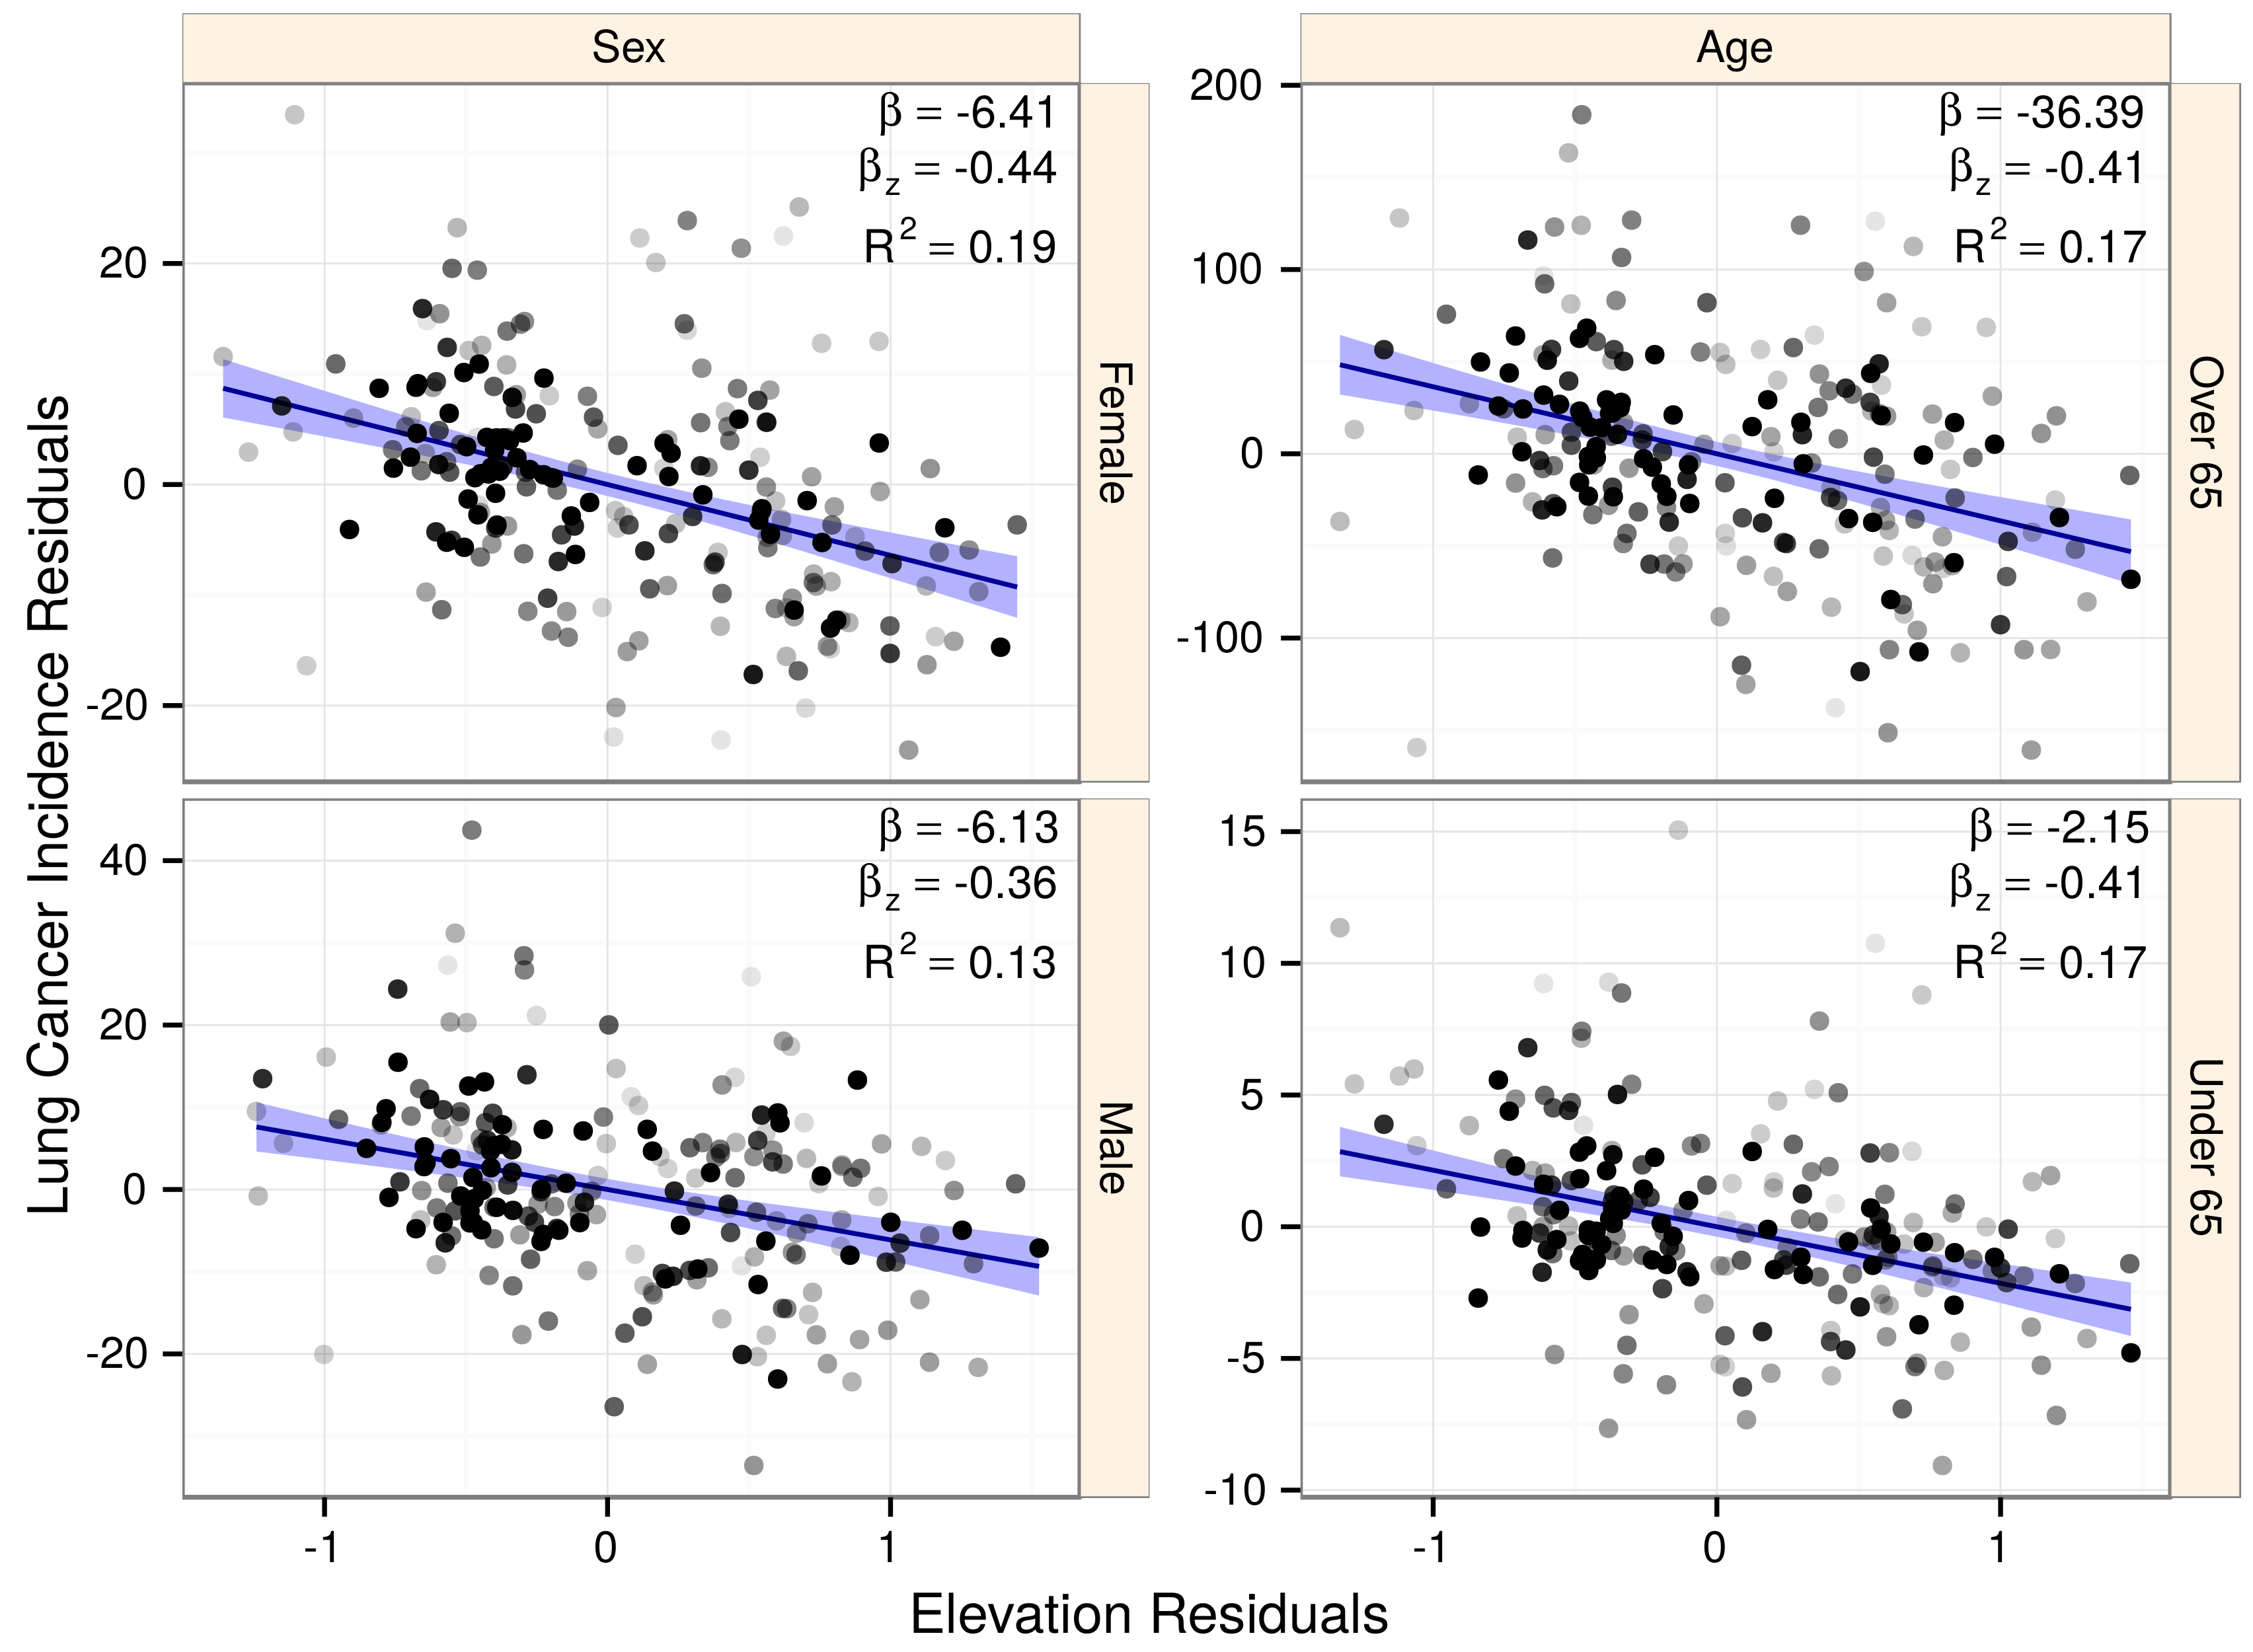 Sex
Age
Lung Cancer Incidence Residuals
20
0
-20
β = -6.41
βz = -0.44
R2 = 0.19
Female
200
100
0
-100
β = -36.39
βz = -0.41
R2 = 0.17
Over 65
40
20
0
-20
β = -6.13
βz = -0.36
R2 = 0.13
Male
15
10
5
0
-5
-10
β = -2.15
βz = -0.41
R2 = 0.17
Under 65
-1 0 1
-1 0 1
Elevation Residuals